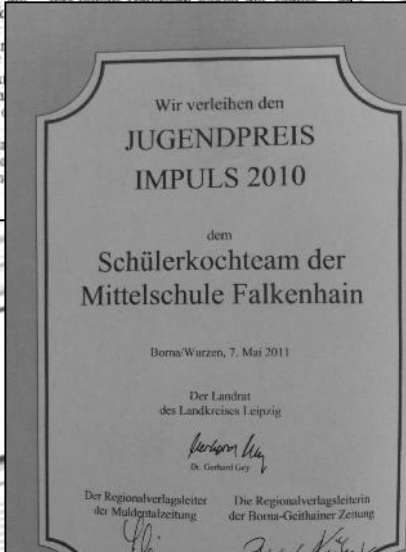 Wir verleihen den
JUGENDPREIS
IMPULS 2010
dem
Schülerkochteam der
Mittelschule Falkenhain
Borna/Wurzen, 7. Mai 2011
Der Landrat
des Landkreises Leipzig
Dr. Gerhard Gey
Der Regionalverlagsleiter
der Muldentalzeitung
Die Regionalverlagsleiterin
der Borna-Geithainer Zeitung